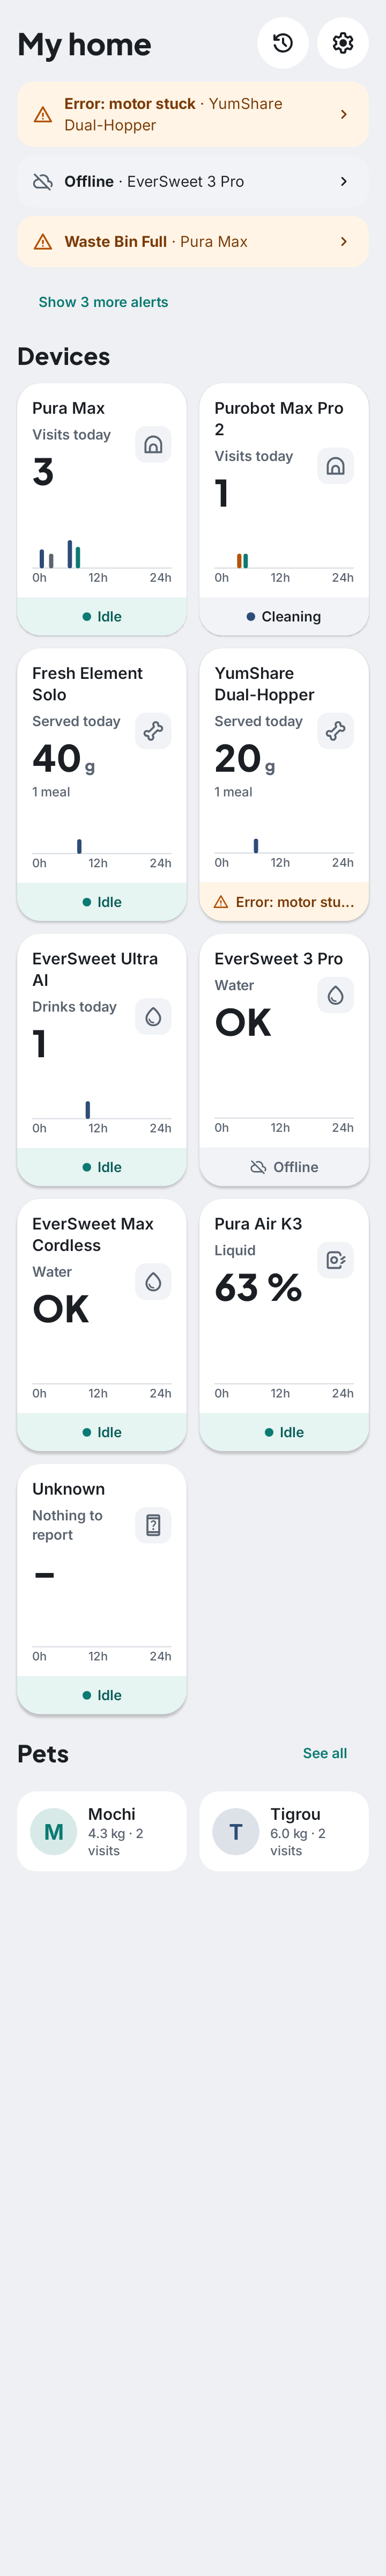 My home
Error: motor stuck · YumShare
Dual-Hopper
Offline · EverSweet 3 Pro
Waste Bin Full · Pura Max
Show 3 more alerts
Devices
Pura Max
Visits today
3
0h 12h 24h
Idle
Purobot Max Pro
2
Visits today
1
0h 12h 24h
Cleaning
Fresh Element
Solo
Served today
40 g
1 meal
0h 12h 24h
Idle
YumShare
Dual-Hopper
Served today
20 g
1 meal
0h 12h 24h
Error: motor stu...
EverSweet Ultra
AI
Drinks today
1
0h 12h 24h
Idle
EverSweet 3 Pro
Water
OK
0h 12h 24h
Offline
EverSweet Max
Cordless
Water
OK
0h 12h 24h
Idle
Pura Air K3
Liquid
63 %
0h 12h 24h
Idle
Unknown
Nothing to
report
–
0h 12h 24h
Idle
Pets
See all
M
Mochi
4.3 kg · 2
visits
T
Tigrou
6.0 kg · 2
visits